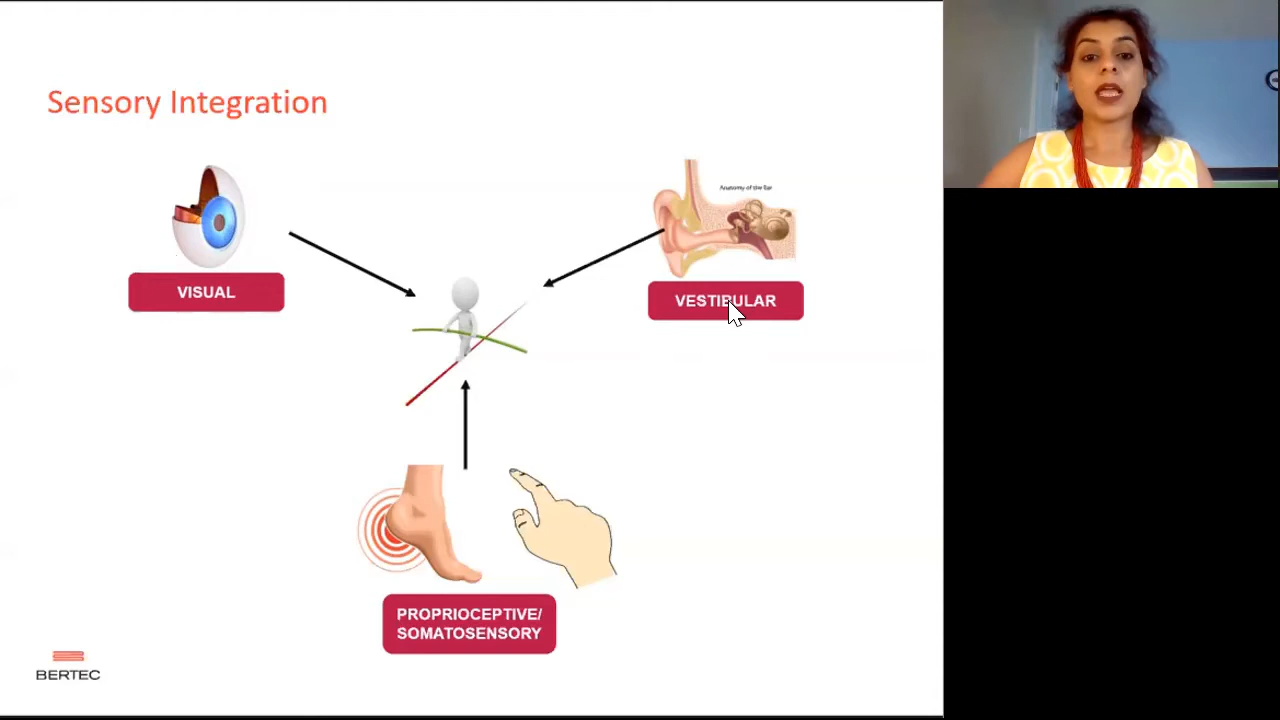 Sensory Integration
Anatomy of the Ear
VISUAL
VESTIBULAR
PROPRIOCEPTIVE/
SOMATOSENSORY
BERTEC